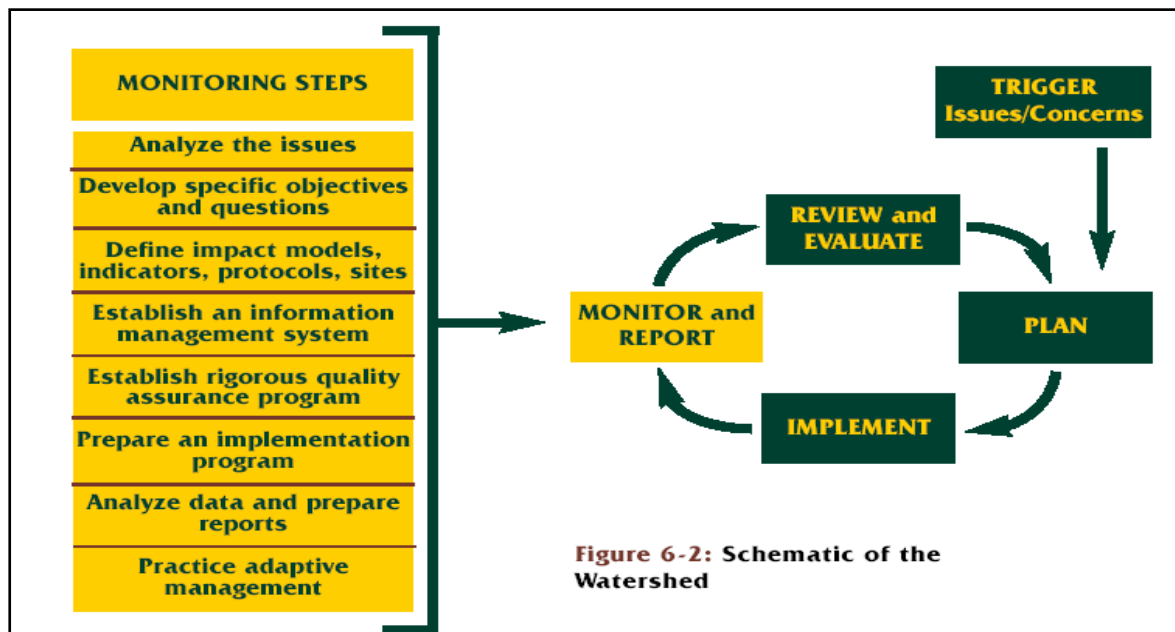 MONITORING STEPS
Analyze the issues
Develop specific objectives
and questions
Define impact models,
indicators, protocols, sites
Establish an information
management system
Establish rigorous quality
assurance program
Prepare an implementation
program
Analyze data and prepare
reports
Practice adaptive
management
TRIGGER
Issues/Concerns
REVIEW and
EVALUATE
MONITOR and
REPORT
PLAN
IMPLEMENT
Figure 6-2: Schematic of the
Watershed